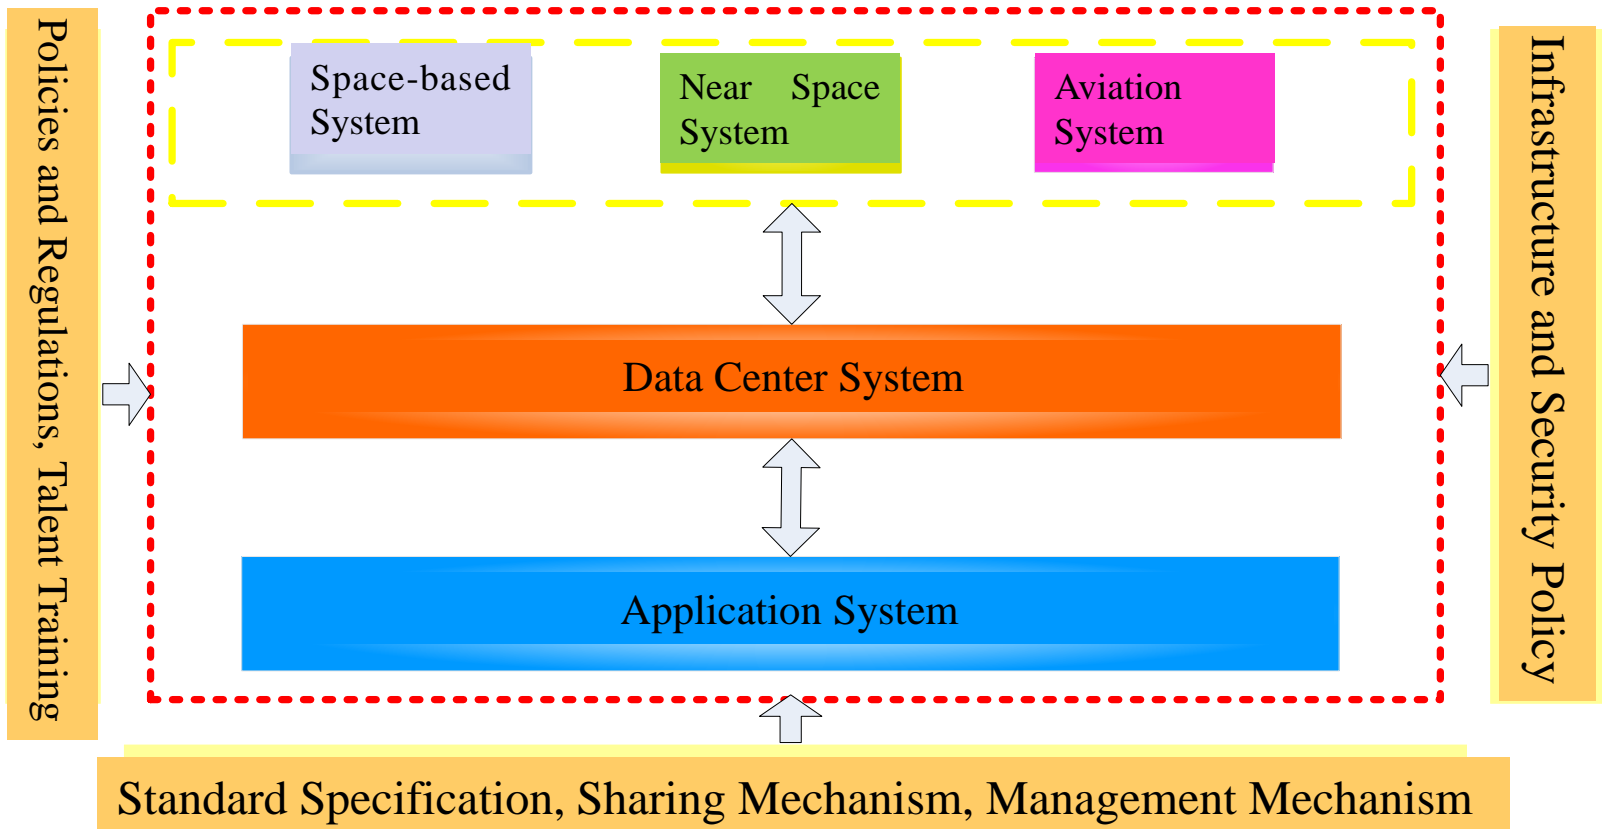 Policies and Regulations, Talent Training
Space-based
System
Near Space
System
Aviation
System
Infrastructure and Security Policy
Data Center System
Application System
Standard Specification, Sharing Mechanism, Management Mechanism